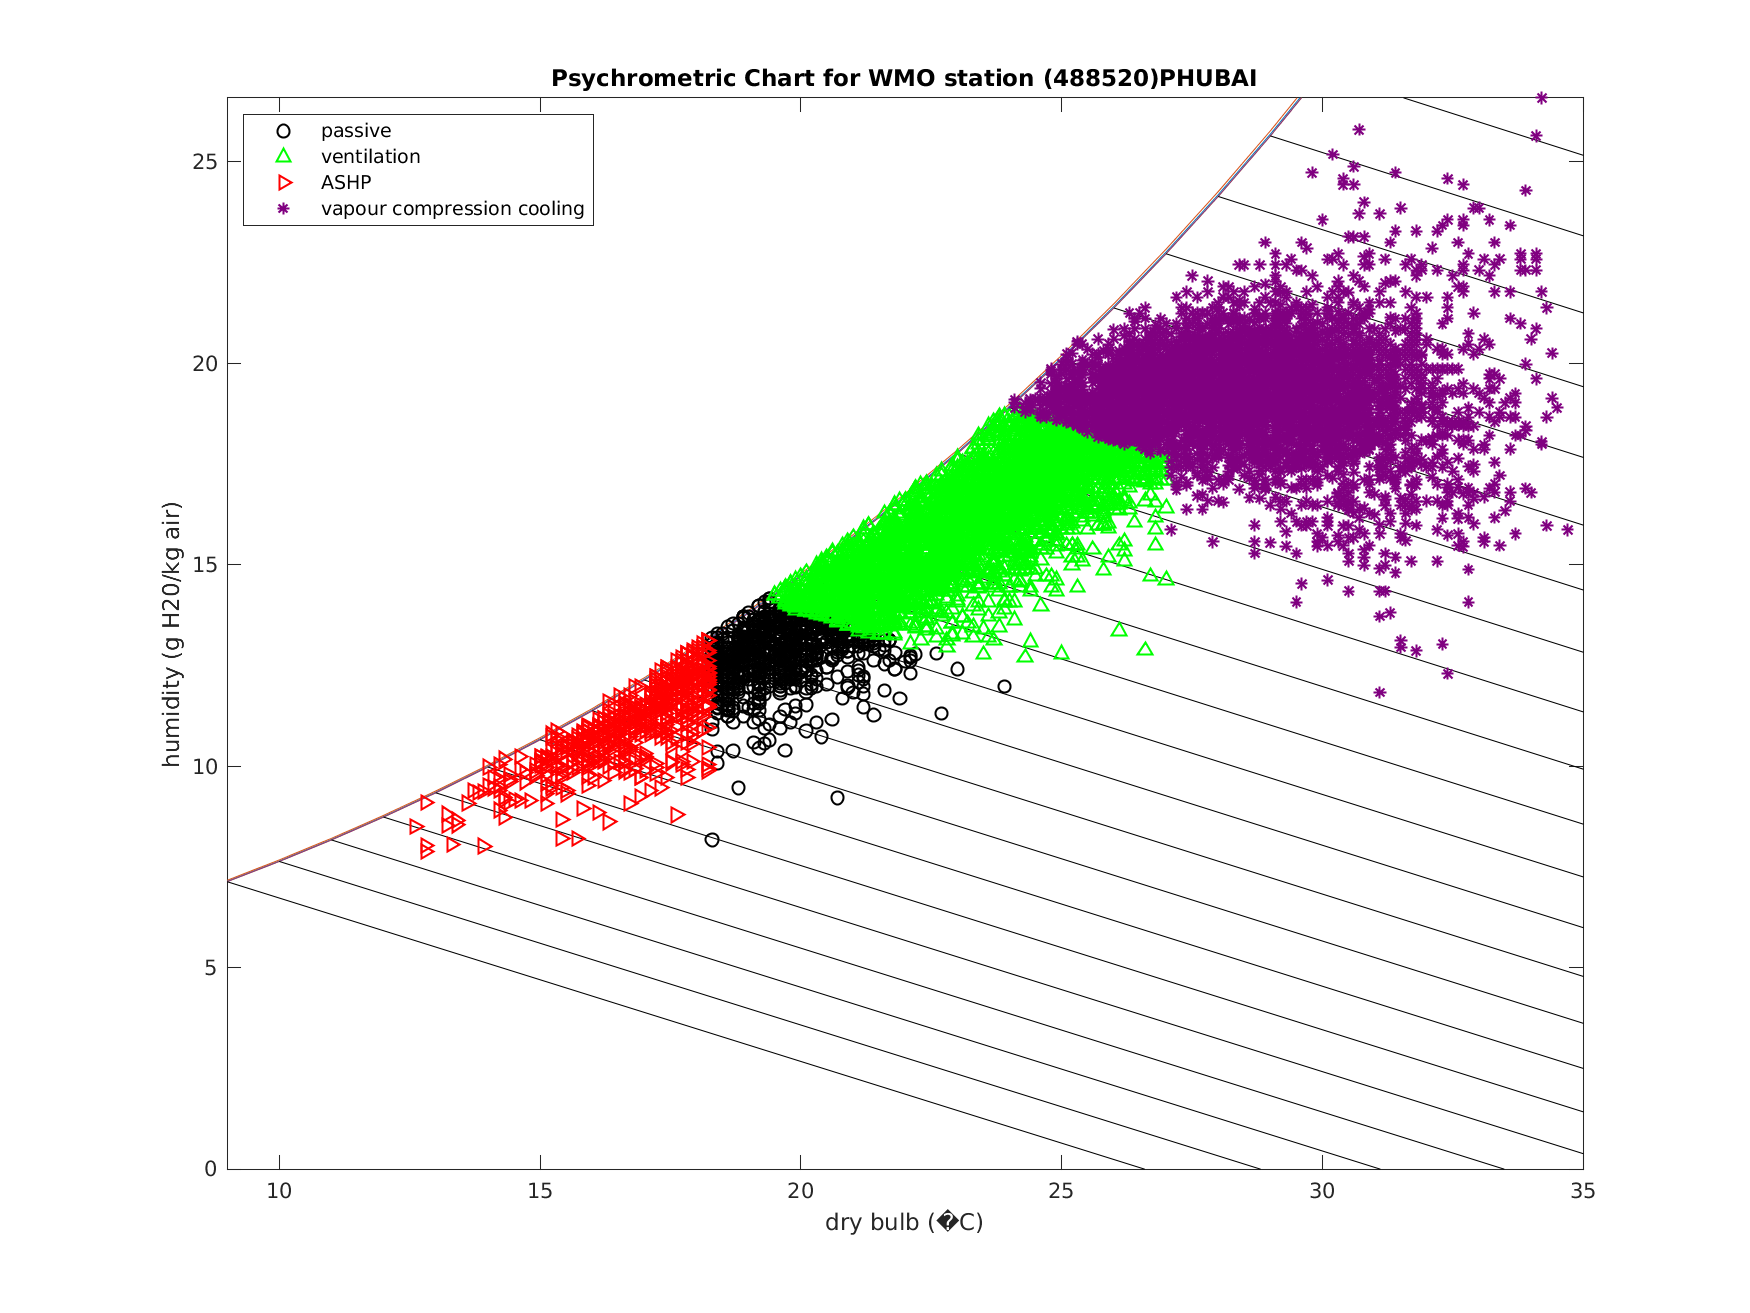 Psychrometric Chart for WMO station (488520)PHUBAI
passive
ventilation
ASHP
vapour compression cooling
humidity (g H20/kg air)
25
20
15
10
5
0
10 15 20 25 30 35
dry bulb (�C)